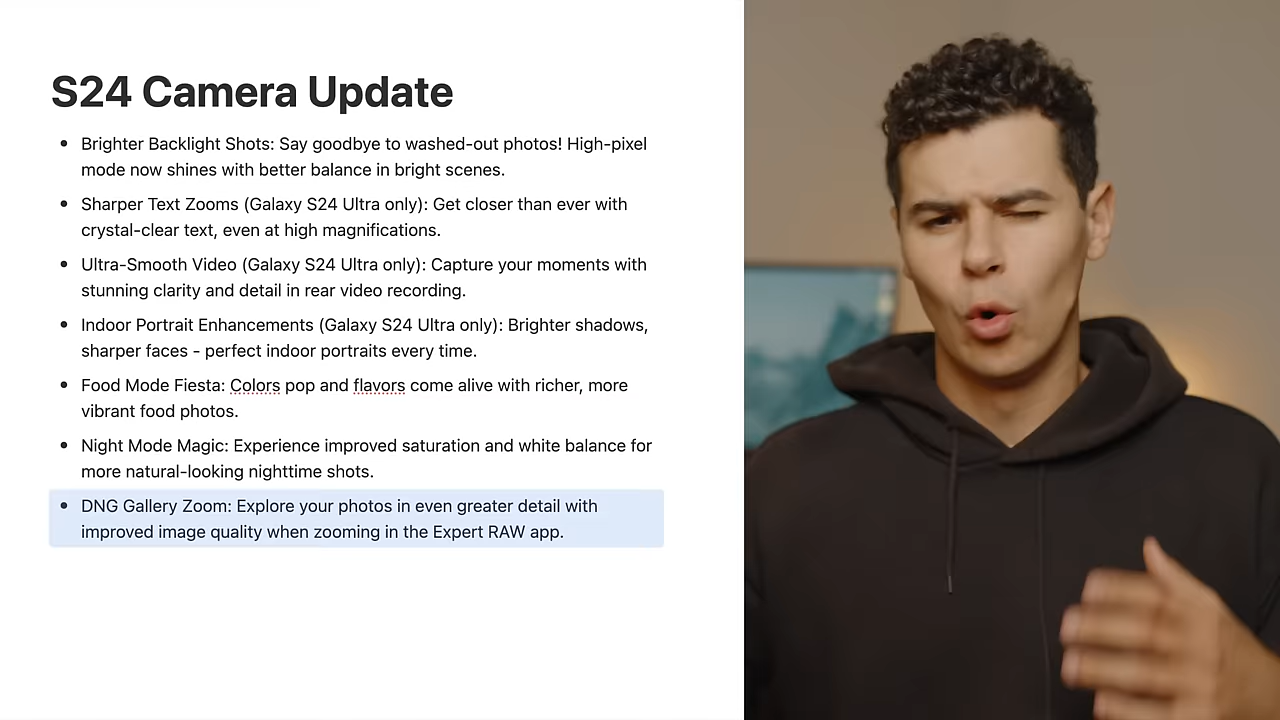 S24 Camera Update
Brighter Backlight Shots: Say goodbye to washed-out photos! High-pixel
mode now shines with better balance in bright scenes.
Sharper Text Zooms (Galaxy S24 Ultra only): Get closer than ever with
crystal-clear text, even at high magnifications.
Ultra-Smooth Video (Galaxy S24 Ultra only): Capture your moments with
stunning clarity and detail in rear video recording.
Indoor Portrait Enhancements (Galaxy S24 Ultra only): Brighter shadows,
sharper faces - perfect indoor portraits every time.
Food Mode Fiesta: Colors pop and flavors come alive with richer, more
vibrant food photos.
Night Mode Magic: Experience improved saturation and white balance for
more natural-looking nighttime shots.
DNG Gallery Zoom: Explore your photos in even greater detail with
improved image quality when zooming in the Expert RAW app.